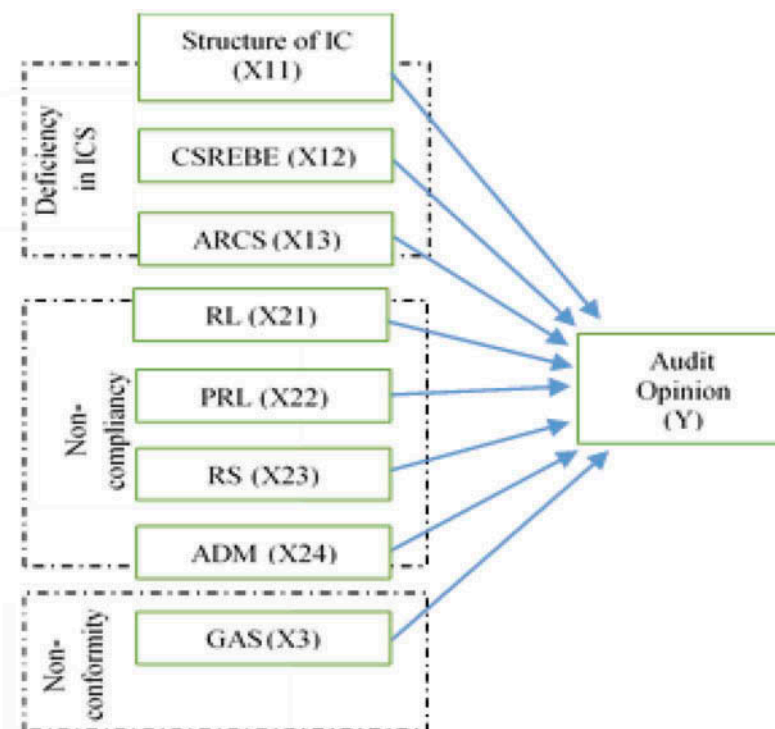 Structure of IC
(X11)
Deficiency
in ICS
CSREBE (X12)
ARCS (X13)
RL (X21)
Non-
compliancy
PRL (X22)
RS (X23)
ADM (X24)
Audit
Opinion
(Y)
Non-
conformity
GAS (X3)